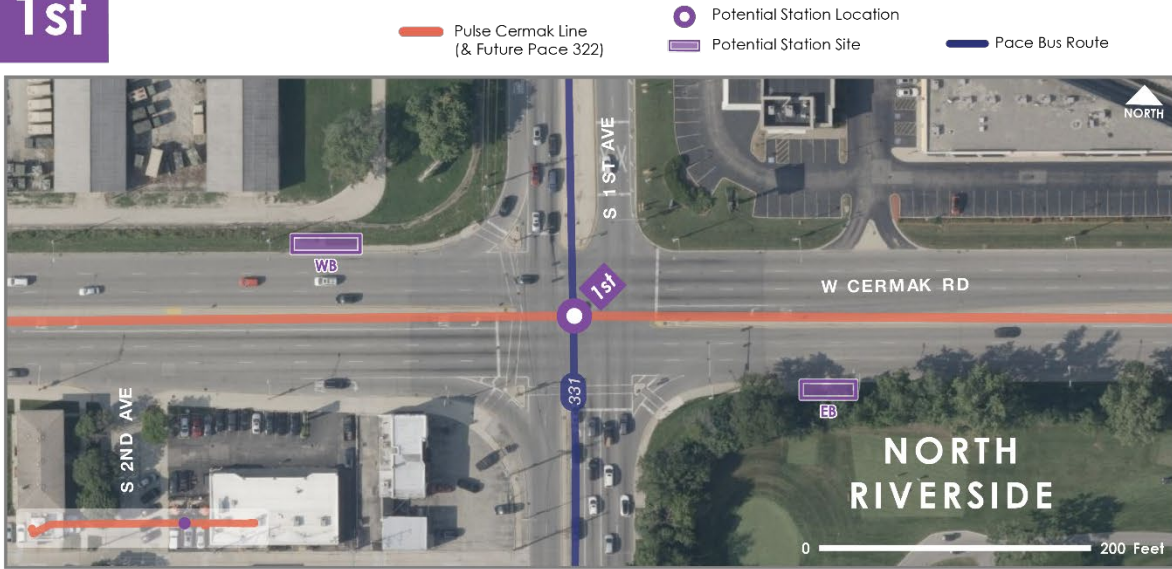 1st
Pulse Cermak Line
(& Future Pace 322)
Potential Station Location
Potential Station Site
Pace Bus Route
NORTH
S 1ST AVE
WB
1st
W CERMAK RD
331
EB
S 2ND AVE
NORTH
RIVERSIDE
0 200 Feet